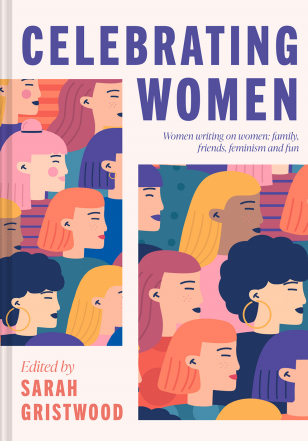 CELEBRATING
WOMEN
Women writing on women: family,
friends, feminism and fun
Edited by
SARAH
GRISTWOOD